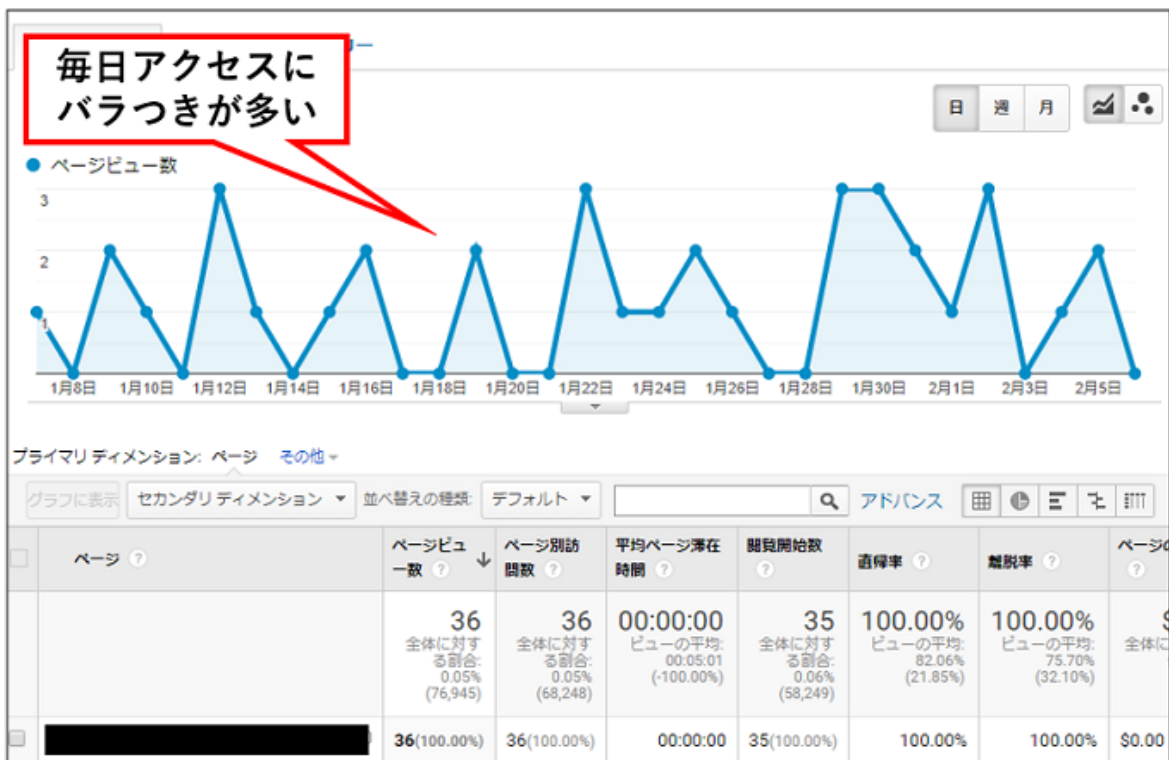 毎日アクセスに
バラつきが多い
ー
日 週 月
ページビュー数
3
2
1
1月8日 1月10日 1月12日 1月14日 1月16日 1月18日 1月20日 1月22日 1月24日 1月26日 1月28日 1月30日 2月1日 2月3日 2月5日
プライマリ ディメンション: ページ その他
グラフに表示 セカンダリ ディメンション 並べ替えの種類: デフォルト アドバンス
ページ ?
ページビュ
ー数 ?
ページ別訪
問数 ?
平均ページ滞在
時間 ?
閲覧開始数
?
直帰率 ?
離脱率 ?
ページの
?
36
全体に対す
る割合:
0.05%
(76,945)
36
全体に対す
る割合:
0.05%
(68,248)
00:00:00
ビューの平均:
00:05:01
(-100.00%)
35
全体に対す
る割合:
0.06%
(58,249)
100.00%
ビューの平均:
82.06%
(21.85%)
100.00%
ビューの平均:
75.70%
(32.10%)
$
全体に
36(100.00%) 36(100.00%) 00:00:00 35(100.00%) 100.00% 100.00% $0.00